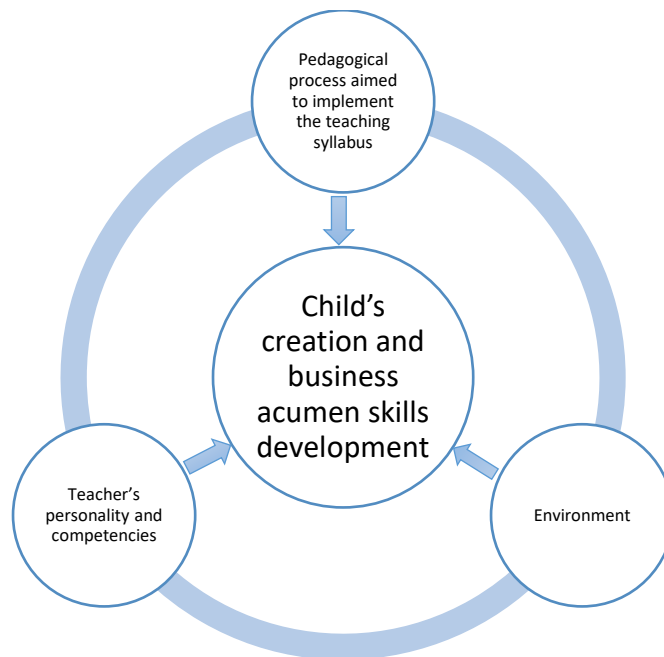 Pedagogical
process aimed
to implement
the teaching
syllabus
Child’s
creation and
business
acumen skills
development
Teacher’s
personality and
competencies
Environment